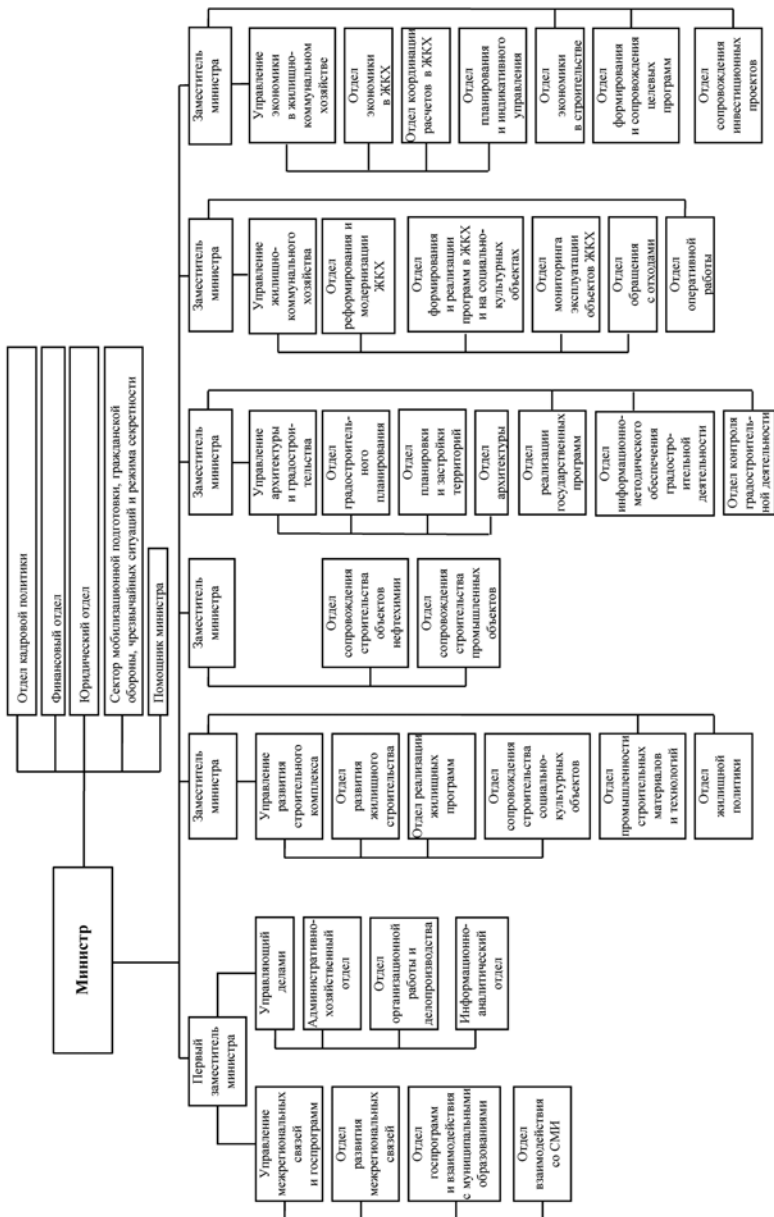 Министр
Отдел кадровой политики
Финансовый отдел
Юридический отдел
Сектор мобилизационной подготовки, гражданской
обороны, чрезвычайных ситуаций и режима секретности
Помощник министра
Первый
заместитель
министра
Управление
межрегиональных
связей
и госпрограмм
Отдел
развития
межрегиональных
связей
Отдел
госпрограмм
и взаимодействия
с муниципальными
образованиями
Отдел
взаимодействия
со СМИ
Управляющий
делами
Административно-
хозяйственный
отдел
Отдел
организационной
работы и
делопроизводства
Информационно-
аналитический
отдел
Заместитель
министра
Управление
развития
строительного
комплекса
Отдел
развития
жилищного
строительства
Отдел реализации
жилищных
программ
Отдел
сопровождения
строительства
социально-
культурных
объектов
Отдел
промышленности
строительных
материалов
и технологий
Отдел
жилищной
политики
Заместитель
министра
Отдел
сопровождения
строительства
объектов
нефтехимии
Отдел
сопровождения
строительства
промышленных
объектов
Заместитель
министра
Управление
архитектуры
и градострои-
тельства
Отдел
градостроитель-
ного
планирования
Отдел
планировки
и застройки
территорий
Отдел
архитектуры
Отдел
реализации
государственных
программ
Отдел
информационно-
методического
обеспечения
градостро-
ительной
деятельности
Отдел контроля
градостроитель-
ной деятельности
Заместитель
министра
Управление
жилищно-
коммунального
хозяйства
Отдел
реформирования и
модернизации
ЖКХ
Отдел
формирования
и реализации
программ в ЖКХ
и на социально-
культурных
объектах
Отдел
мониторинга
эксплуатации
объектов ЖКХ
Отдел
обращения
с отходами
Отдел
оперативной
работы
Заместитель
министра
Управление
экономики
в жилищно-
коммунальном
хозяйстве
Отдел
экономики
в ЖКХ
Отдел координации
расчетов в ЖКХ
Отдел
планирования
и индикативного
управления
Отдел
экономики
в строительстве
Отдел
формирования
и сопровождения
целевых
программ
Отдел
сопровождения
инвестиционных
проектов